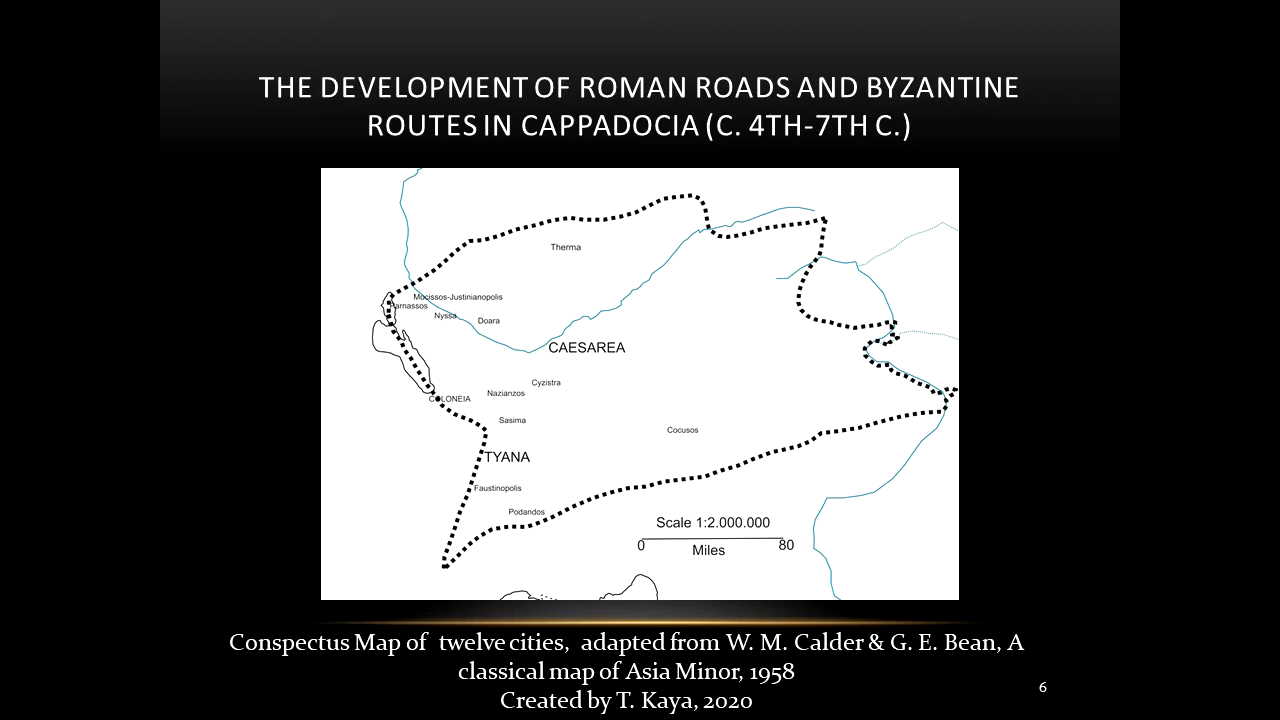 THE DEVELOPMENT OF ROMAN ROADS AND BYZANTINE
ROUTES IN CAPPADOCIA (C. 4TH-7TH C.)
Therma
Mocissos-Justinianopolis
Parnassos
Nyssa
Doara
CAESAREA
Cyzistra
Nazianzos
COLONEIA
Sasima
Cocusos
TYANA
Faustinopolis
Podandos
Scale 1:2.000.000
0 80
Miles
Conspectus Map of twelve cities, adapted from W. M. Calder & G. E. Bean, A
classical map of Asia Minor, 1958
Created by T. Kaya, 2020
6